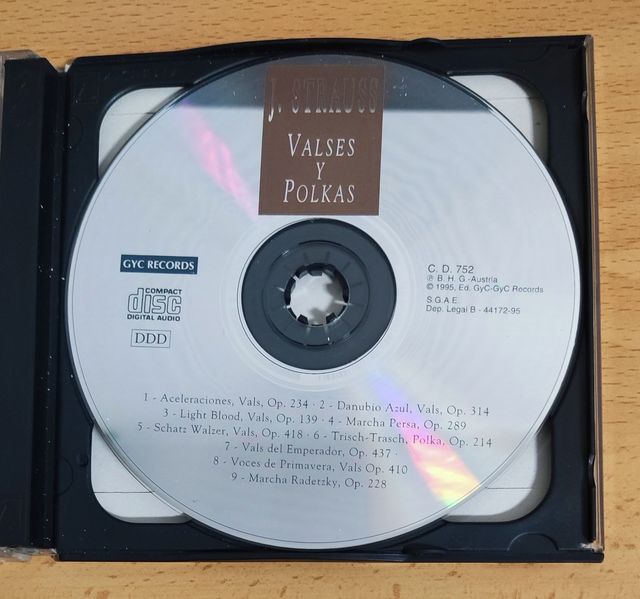 J. STRAUSS
VALSES
Y
POLKAS
GYC RECORDS
COMPACT
disc
DIGITAL AUDIO
DDD
C. D. 752
℗ B. H. G.-Austria
© 1995, Ed. GyC-GyC Records
S.G.A.E.
Dep. Legal B - 44172-95
1 - Aceleraciones, Vals, Op. 234 · 2 - Danubio Azul, Vals, Op. 314
3 - Light Blood, Vals, Op. 139 · 4 - Marcha Persa, Op. 289
5 - Schatz Walzer, Vals, Op. 418 · 6 - Trisch-Trasch, Polka, Op. 214
7 - Vals del Emperador, Op. 437 ·
8 - Voces de Primavera, Vals Op. 410
9 - Marcha Radetzky, Op. 228